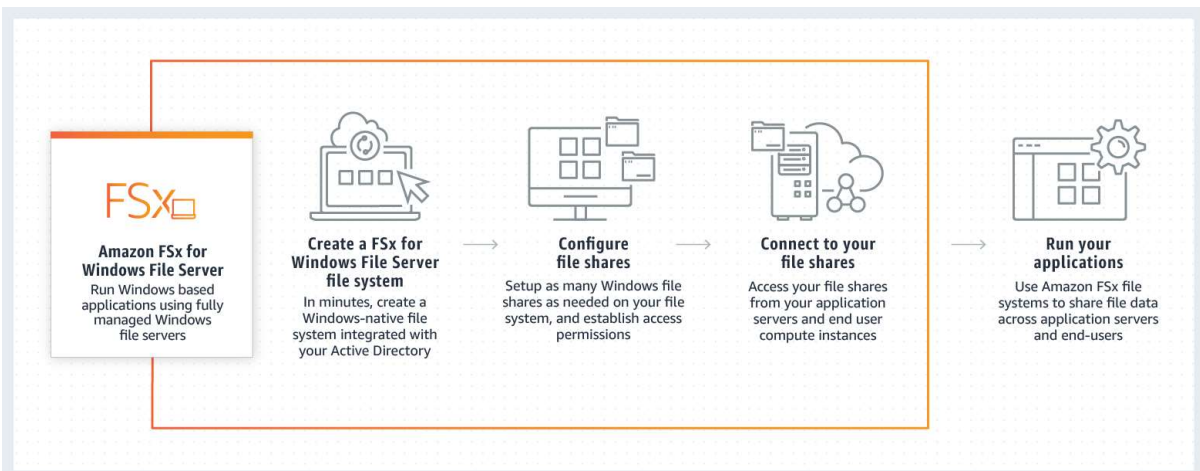 FSx
Amazon FSx for
Windows File Server
Run Windows based
applications using fully
managed Windows
file servers
Create a FSx for
Windows File Server
file system
In minutes, create a
Windows-native file
system integrated with
your Active Directory
Configure
file shares
Setup as many Windows file
shares as needed on your file
system, and establish access
permissions
Connect to your
file shares
Access your file shares
from your application
servers and end user
compute instances
Run your
applications
Use Amazon FSx file
systems to share file data
across application servers
and end-users